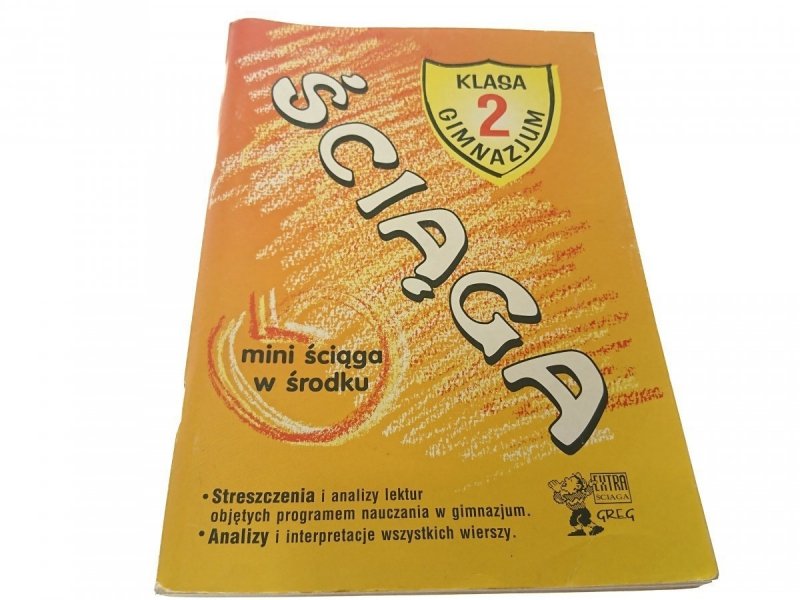 KLASA
2
GIMNAZJUM
ŚCIĄGA
mini ściąga
w środku
• Streszczenia i analizy lektur
objętych programem nauczania w gimnazjum.
• Analizy i interpretacje wszystkich wierszy.
EXTRA
ŚCIĄGA
GREG